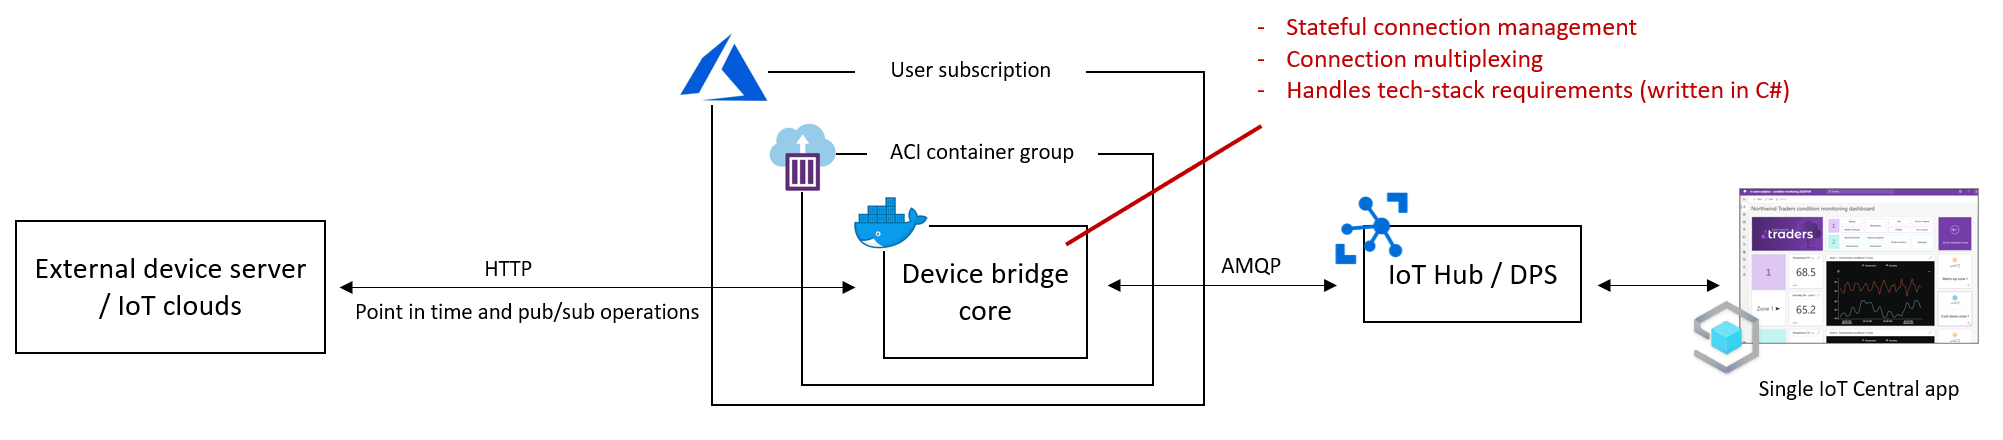 - Stateful connection management
- Connection multiplexing
- Handles tech-stack requirements (written in C#)
User subscription
ACI container group
External device server
/ IoT clouds
HTTP
Point in time and pub/sub operations
Device bridge
core
AMQP
IoT Hub / DPS
Northwind Traders condition monitoring dashboard
traders
1
2
1
68.5
Zone 1
65.2
Single IoT Central app